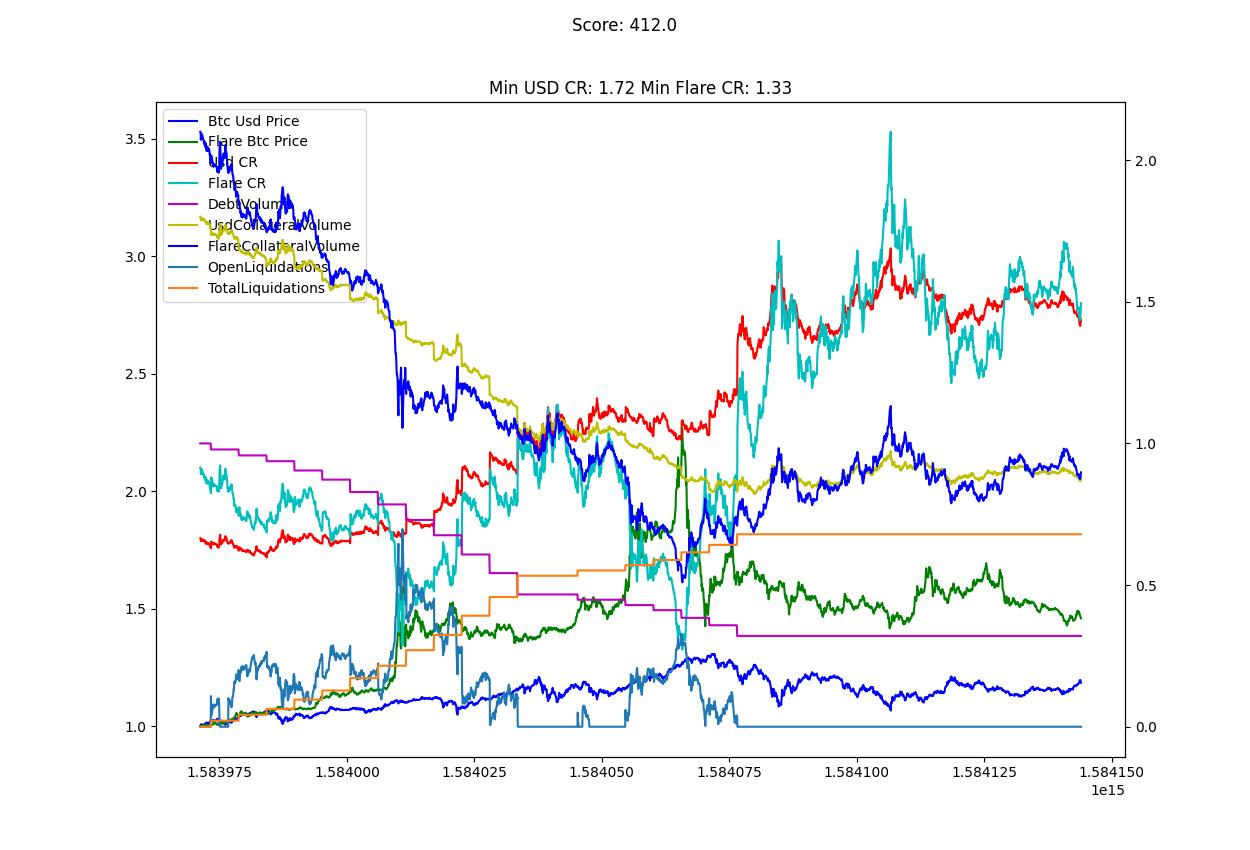 Score: 412.0
Min USD CR: 1.72 Min Flare CR: 1.33
Btc Usd Price
Flare Btc Price
Usd CR
Flare CR
DebtVolume
UsdCollateralVolume
FlareCollateralVolume
OpenLiquidations
TotalLiquidations
3.5
3.0
2.5
2.0
1.5
1.0
2.0
1.5
1.0
0.5
0.0
1.583975 1.584000 1.584025 1.584050 1.584075 1.584100 1.584125 1.584150
1e15